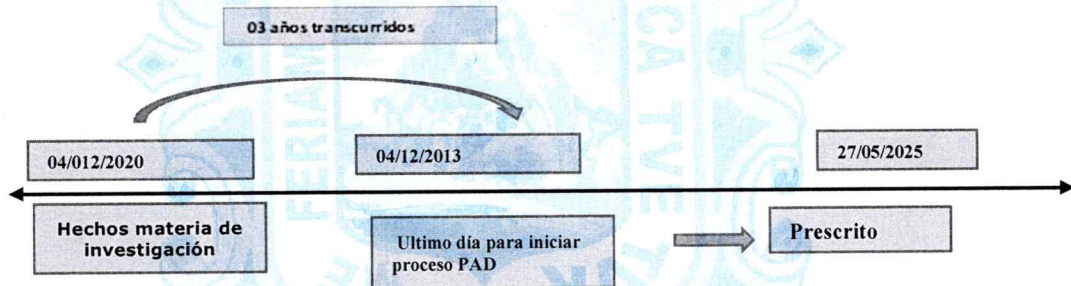 03 años transcurridos
04/012/2020
04/12/2013
27/05/2025
Hechos materia de
investigación
Ultimo día para iniciar
proceso PAD
Prescrito